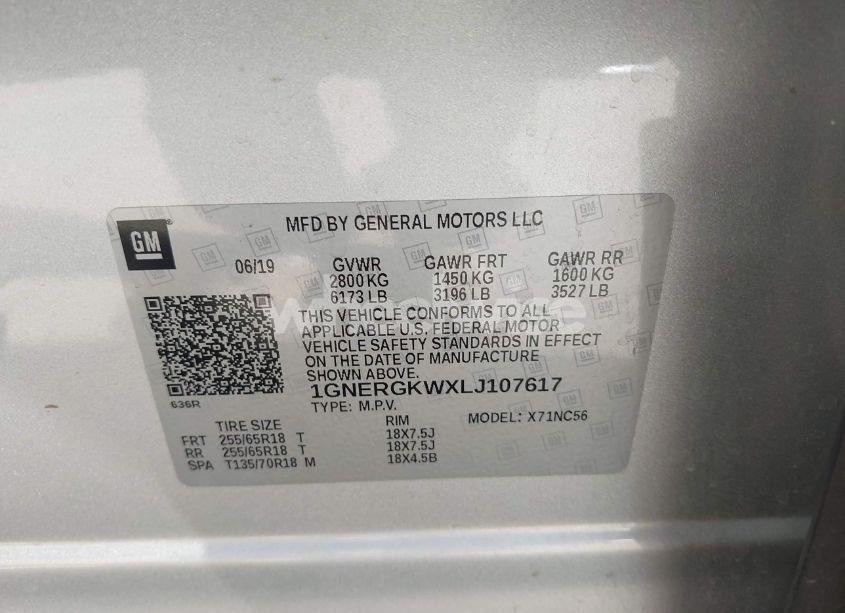 GM
MFD BY GENERAL MOTORS LLC
06/19 GVWR GAWR FRT GAWR RR
2800 KG 1450 KG 1600 KG
6173 LB 3196 LB 3527 LB
THIS VEHICLE CONFORMS TO ALL
APPLICABLE U.S. FEDERAL MOTOR
VEHICLE SAFETY STANDARDS IN EFFECT
ON THE DATE OF MANUFACTURE
SHOWN ABOVE.
1GNERGKWXLJ107617
636R
TYPE: M.P.V. MODEL: X71NC56
TIRE SIZE RIM
FRT 255/65R18 T 18X7.5J
RR 255/65R18 T 18X7.5J
SPA T135/70R18 M 18X4.5B